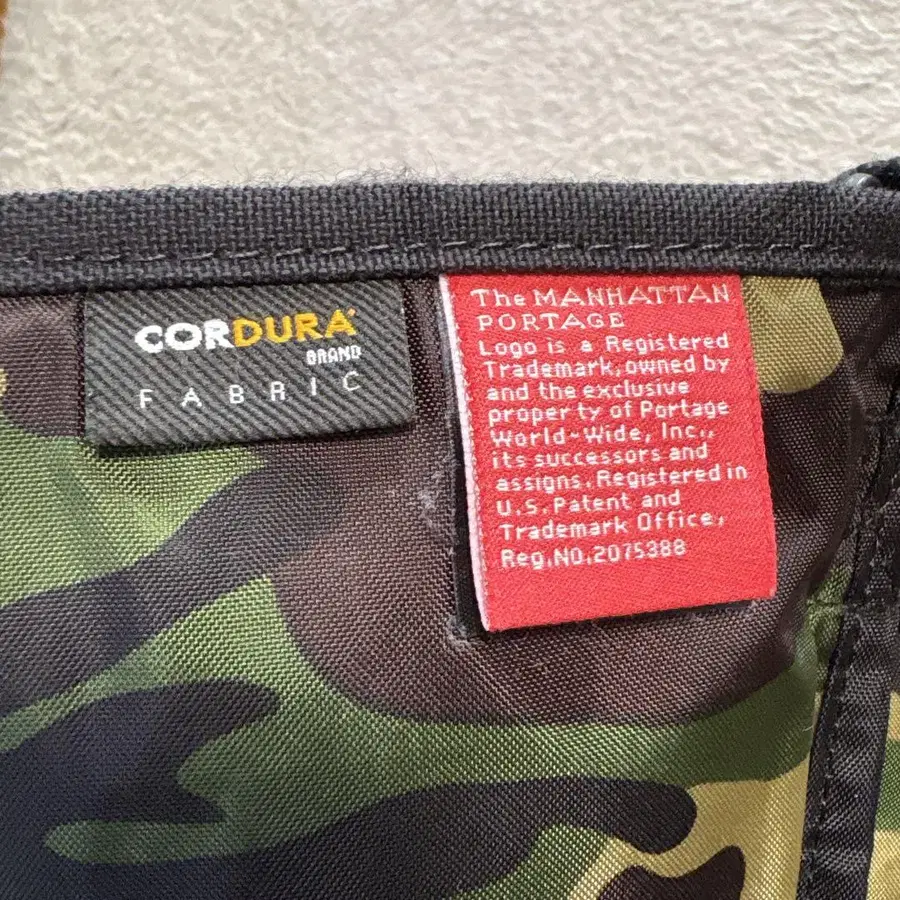 CORDURA
BRAND
FABRIC
The MANHATTAN
PORTAGE
Logo is a Registered
Trademark, owned by
and the exclusive
property of Portage
World-Wide, Inc.,
its successors and
assigns. Registered in
U.S. Patent and
Trademark Office,
Reg.NO.2075388